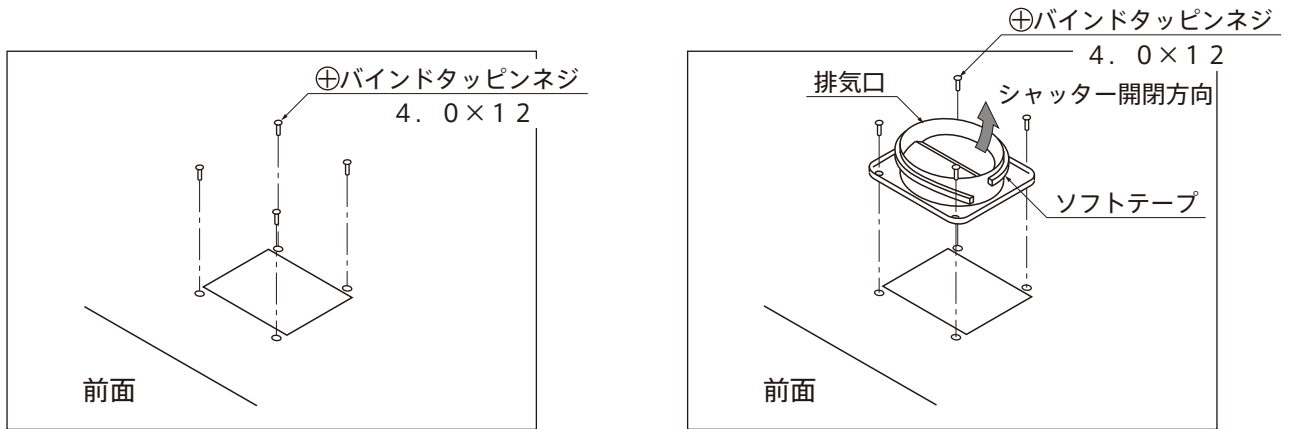 ⊕バインドタッピンネジ
４．０×１２
前面
⊕バインドタッピンネジ
４．０×１２
排気口
シャッター開閉方向
ソフトテープ
前面